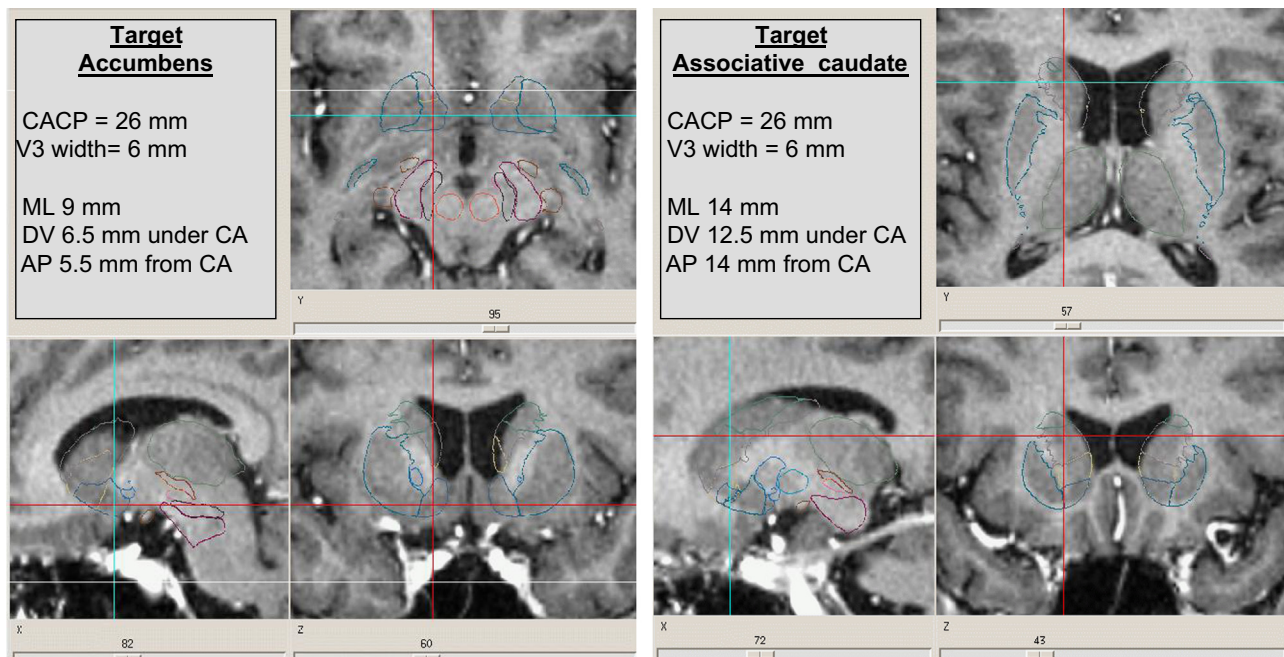 Target
Accumbens
CACP = 26 mm
V3 width= 6 mm
ML 9 mm
DV 6.5 mm under CA
AP 5.5 mm from CA
Y
95
X
82
Z
60
Target
Associative caudate
CACP = 26 mm
V3 width = 6 mm
ML 14 mm
DV 12.5 mm under CA
AP 14 mm from CA
Y
57
X
72
Z
43